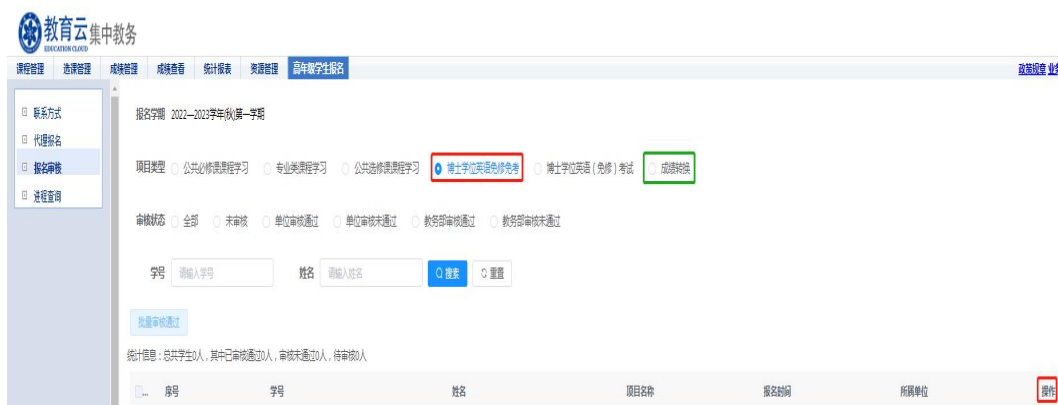 教育云 集中教务
EDUCATION CLOUD
课程管理 选课管理 成绩管理 成绩查看 统计报表 资源管理 高年级学生报名 政策规章 业务
联系方式
代理报名
报名审核
进程查询
报名学期 2022—2023学年(秋)第一学期
项目类型 公共必修课课程学习 专业类课程学习 公共选修课课程学习 博士学位英语免修免考 博士学位英语(免修)考试 成绩转换
审核状态 全部 未审核 单位审核通过 单位审核未通过 教务部审核通过 教务部审核未通过
学号 请输入学号 姓名 请输入姓名 搜索 重置
批量审核通过
统计信息:总共学生0人,其中已审核通过0人,审核未通过0人,待审核0人
... 序号 学号 姓名 项目名称 报名时间 所属单位 操作